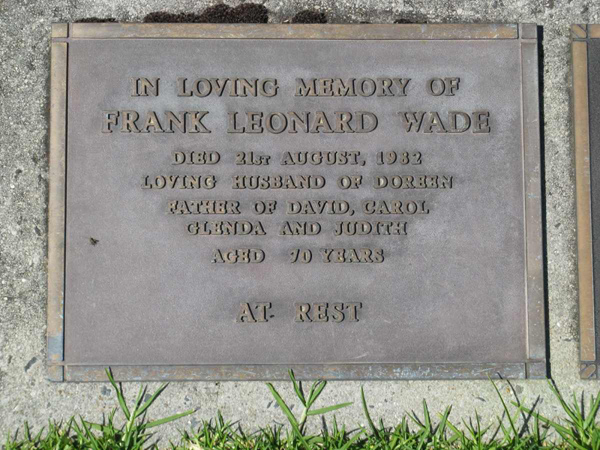 IN LOVING MEMORY OF
FRANK LEONARD WADE
DIED 21ST AUGUST, 1982
LOVING HUSBAND OF DOREEN
FATHER OF DAVID, CAROL
GLENDA AND JUDITH
AGED 70 YEARS
AT REST